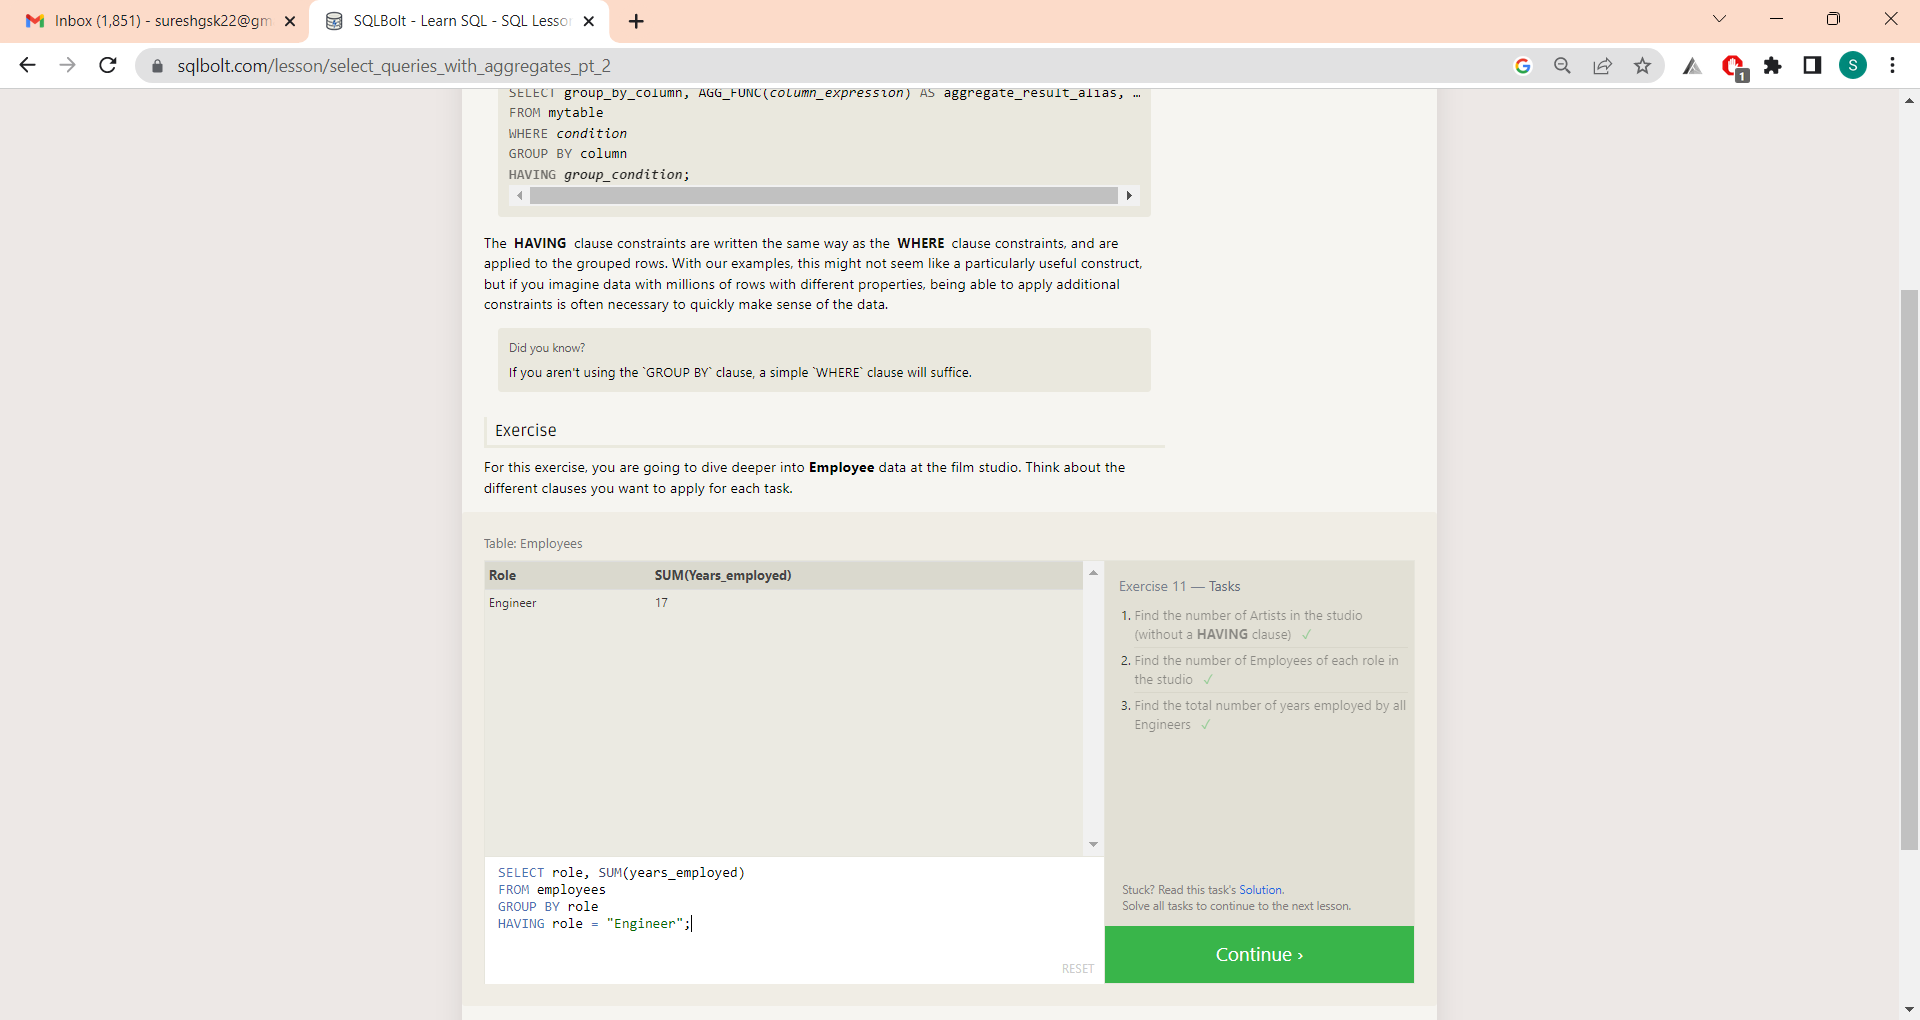 Inbox (1,851) - sureshgsk22@gm
SQLBolt - Learn SQL - SQL Lesso
sqlbolt.com/lesson/select_queries_with_aggregates_pt_2
1
S
SELECT group_by_column, AGG_FUNC(column_expression) AS aggregate_result_alias, …
FROM mytable
WHERE condition
GROUP BY column
HAVING group_condition;
The HAVING clause constraints are written the same way as the WHERE clause constraints, and are
applied to the grouped rows. With our examples, this might not seem like a particularly useful construct,
but if you imagine data with millions of rows with different properties, being able to apply additional
constraints is often necessary to quickly make sense of the data.
Did you know?
If you aren't using the `GROUP BY` clause, a simple `WHERE` clause will suffice.
Exercise
For this exercise, you are going to dive deeper into Employee data at the film studio. Think about the
different clauses you want to apply for each task.
Table: Employees
Role SUM(Years_employed)
Engineer 17
SELECT role, SUM(years_employed)
FROM employees
GROUP BY role
HAVING role = "Engineer";
RESET
Exercise 11 — Tasks
1. Find the number of Artists in the studio
(without a HAVING clause) ✓
2. Find the number of Employees of each role in
the studio ✓
3. Find the total number of years employed by all
Engineers ✓
Stuck? Read this task's Solution.
Solve all tasks to continue to the next lesson.
Continue ›